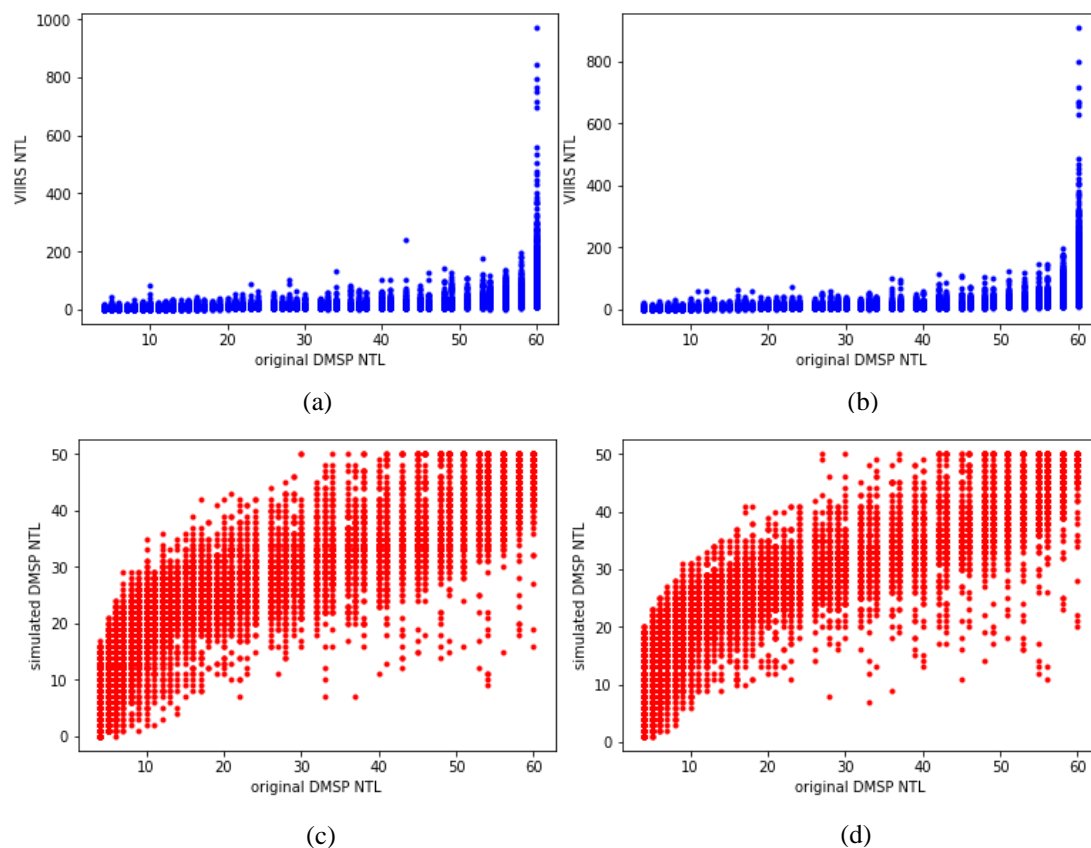 1000
800
600
400
200
0
VIIRS NTL
10 20 30 40 50 60
original DMSP NTL
(a)
800
600
400
200
0
VIIRS NTL
10 20 30 40 50 60
original DMSP NTL
(b)
50
40
30
20
10
0
simulated DMSP NTL
10 20 30 40 50 60
original DMSP NTL
(c)
50
40
30
20
10
0
simulated DMSP NTL
10 20 30 40 50 60
original DMSP NTL
(d)